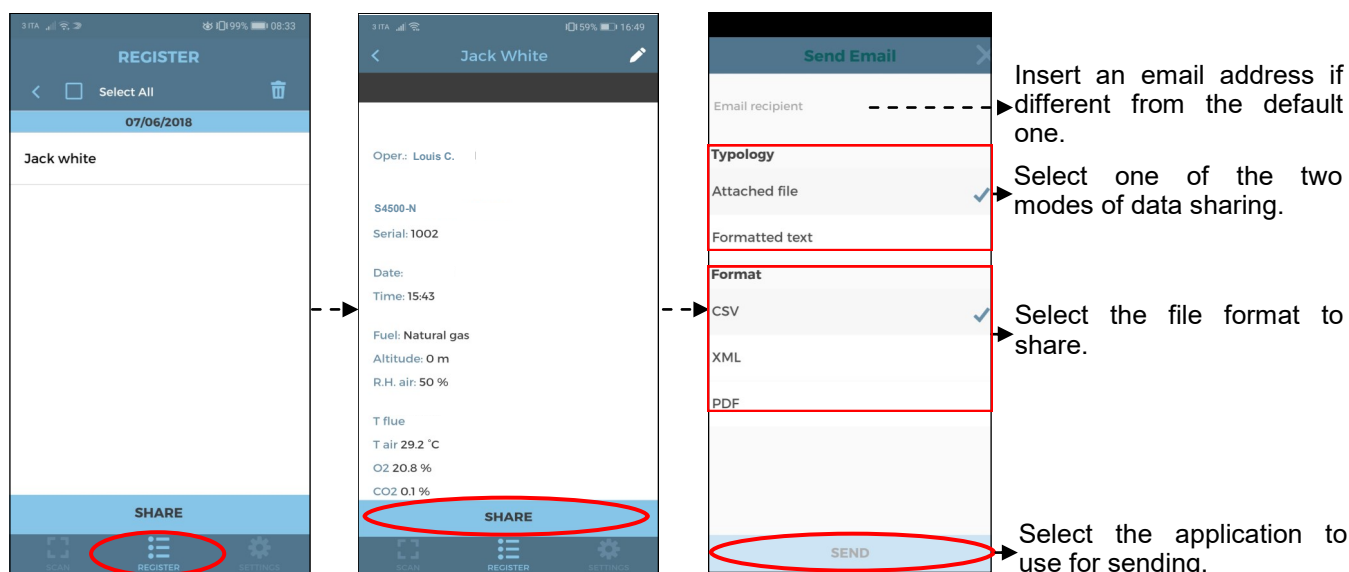 3 ITA 99% 08:33
REGISTER
Select All
07/06/2018
Jack white
SHARE
SCAN REGISTER SETTINGS
3 ITA 59% 16:49
Jack White
Oper.: Louis C.
S4500-N
Serial: 1002
Date:
Time: 15:43
Fuel: Natural gas
Altitude: 0 m
R.H. air: 50 %
T flue
T air 29.2 °C
O2 20.8 %
CO2 0.1 %
SHARE
SCAN REGISTER SETTINGS
Send Email
Email recipient
Typology
Attached file
Formatted text
Format
CSV
XML
PDF
SEND
Insert an email address if
different from the default
one.
Select one of the two
modes of data sharing.
Select the file format to
share.
Select the application to
use for sending.